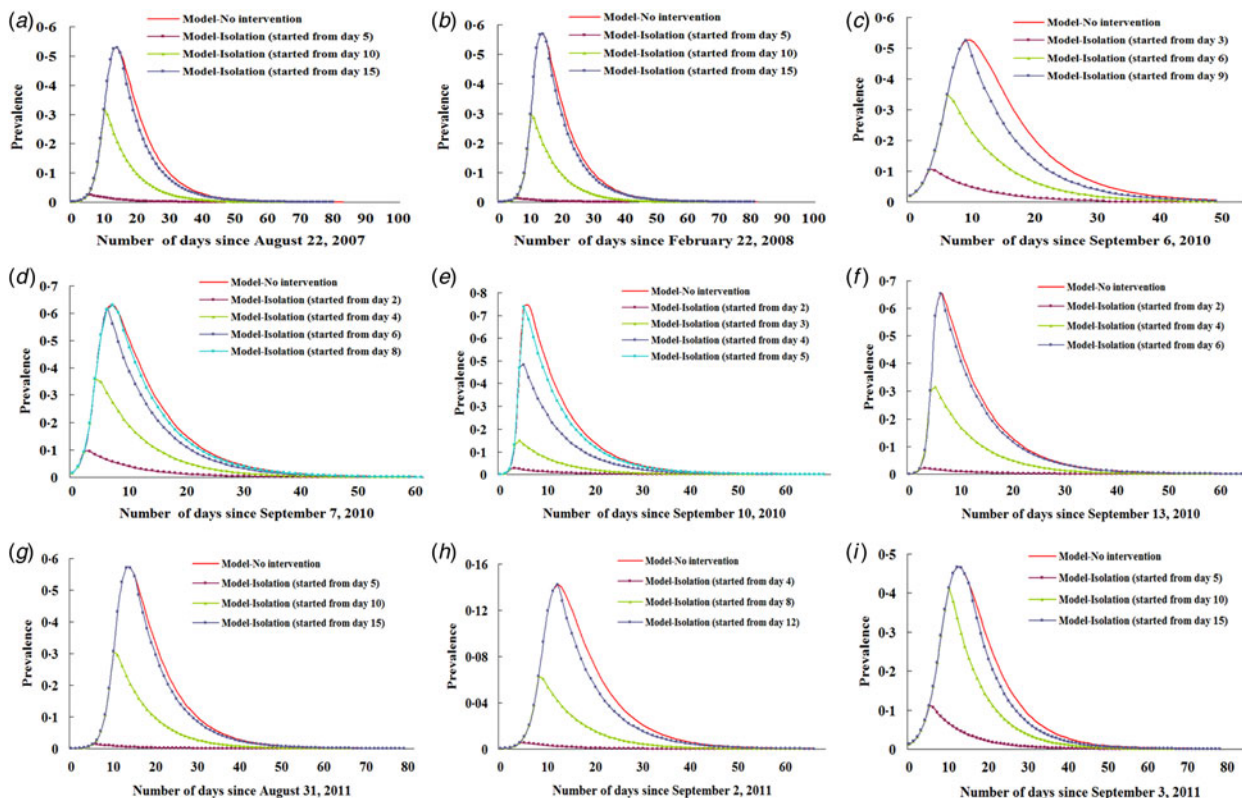 (a)
Model-No intervention
Model-Isolation (started from day 5)
Model-Isolation (started from day 10)
Model-Isolation (started from day 15)
Prevalence
0·6
0·5
0·4
0·3
0·2
0·1
0
0 10 20 30 40 50 60 70 80 90 100
Number of days since August 22, 2007
(b)
Model-No intervention
Model-Isolation (started from day 5)
Model-Isolation (started from day 10)
Model-Isolation (started from day 15)
Prevalence
0·6
0·5
0·4
0·3
0·2
0·1
0
0 10 20 30 40 50 60 70 80 90 100
Number of days since February 22, 2008
(c)
Model-No intervention
Model-Isolation (started from day 3)
Model-Isolation (started from day 6)
Model-Isolation (started from day 9)
Prevalence
0·6
0·5
0·4
0·3
0·2
0·1
0
0 10 20 30 40 50
Number of days since September 6, 2010
(d)
Model-No intervention
Model-Isolation (started from day 2)
Model-Isolation (started from day 4)
Model-Isolation (started from day 6)
Model-Isolation (started from day 8)
Prevalence
0·7
0·6
0·5
0·4
0·3
0·2
0·1
0
0 10 20 30 40 50 60
Number of days since September 7, 2010
(e)
Model-No intervention
Model-Isolation (started from day 2)
Model-Isolation (started from day 3)
Model-Isolation (started from day 4)
Model-Isolation (started from day 5)
Prevalence
0·8
0·7
0·6
0·5
0·4
0·3
0·2
0·1
0
0 10 20 30 40 50 60 70
Number of days since September 10, 2010
(f)
Model-No intervention
Model-Isolation (started from day 2)
Model-Isolation (started from day 4)
Model-Isolation (started from day 6)
Prevalence
0·7
0·6
0·5
0·4
0·3
0·2
0·1
0
0 10 20 30 40 50 60
Number of days since September 13, 2010
(g)
Model-No intervention
Model-Isolation (started from day 5)
Model-Isolation (started from day 10)
Model-Isolation (started from day 15)
Prevalence
0·6
0·5
0·4
0·3
0·2
0·1
0
0 10 20 30 40 50 60 70 80
Number of days since August 31, 2011
(h)
Model-No intervention
Model-Isolation (started from day 4)
Model-Isolation (started from day 8)
Model-Isolation (started from day 12)
Prevalence
0·16
0·12
0·08
0·04
0
0 10 20 30 40 50 60
Number of days since September 2, 2011
(i)
Model-No intervention
Model-Isolation (started from day 5)
Model-Isolation (started from day 10)
Model-Isolation (started from day 15)
Prevalence
0·5
0·4
0·3
0·2
0·1
0
0 10 20 30 40 50 60 70 80
Number of days since September 3, 2011